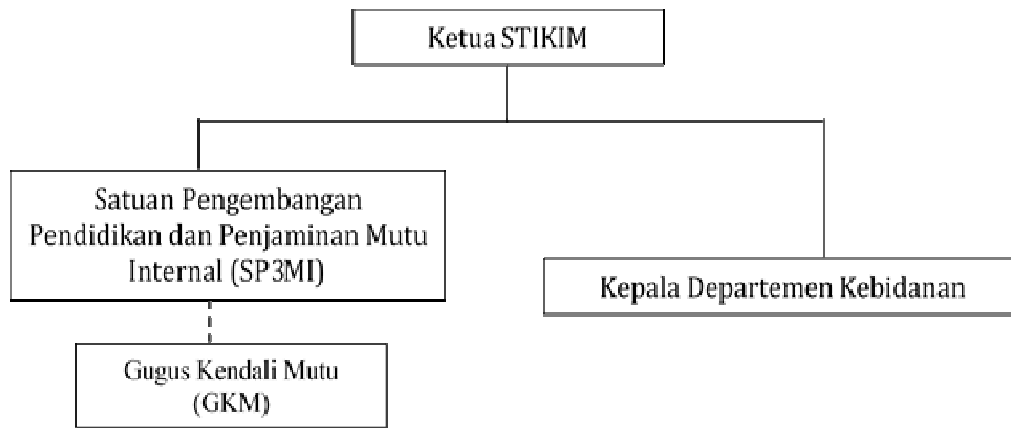 Ketua STIKIM
Satuan Pengembangan
Pendidikan dan Penjaminan Mutu
Internal (SP3MI)
Kepala Departemen Kebidanan
Gugus Kendali Mutu
(GKM)